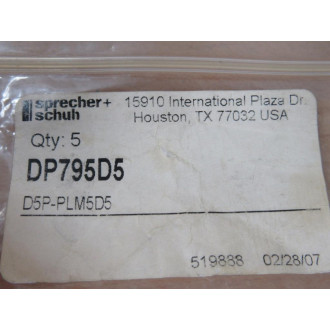 sprecher+
schuh
15910 International Plaza Dr.
Houston, TX 77032 USA
Qty: 5
DP795D5
D5P-PLM5D5
519888 02/28/07